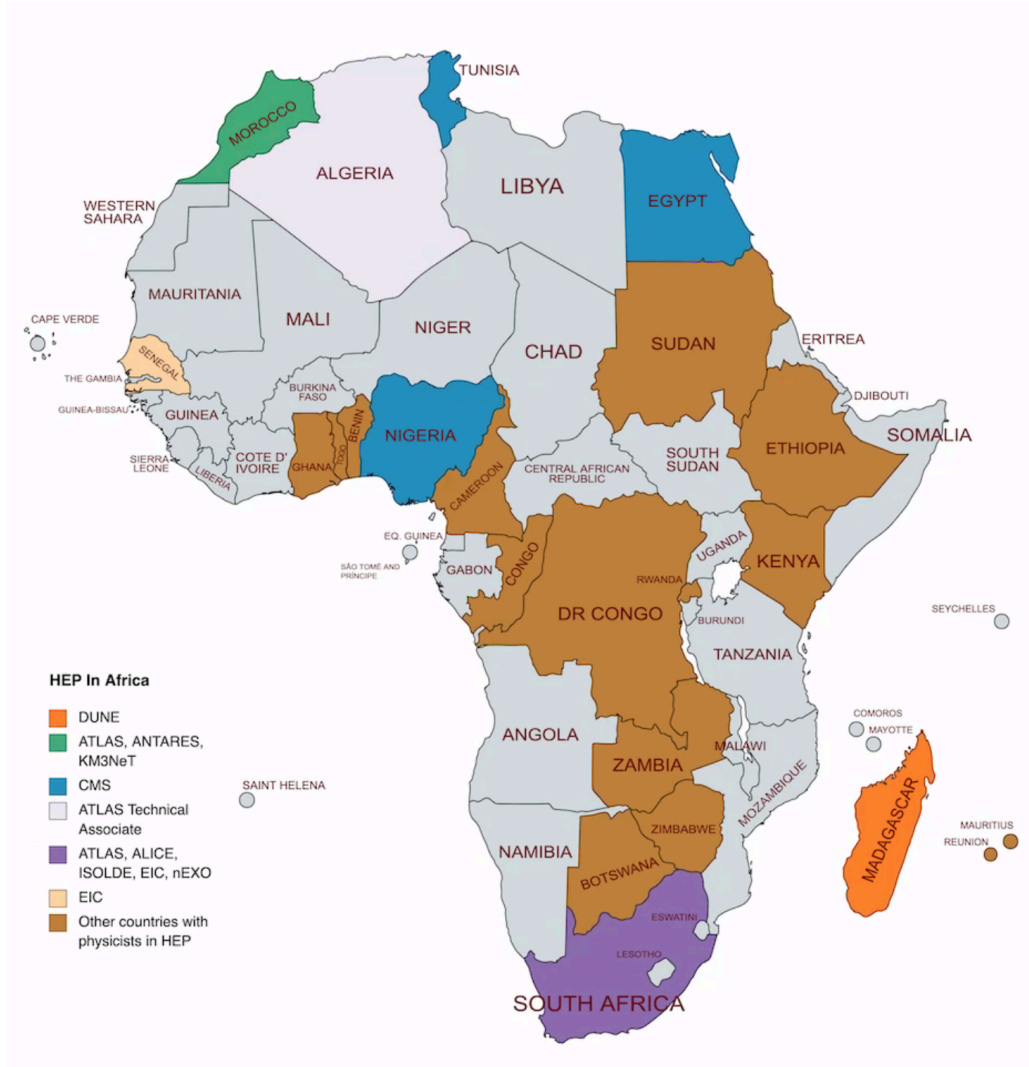 TUNISIA
MOROCCO
ALGERIA
LIBYA
EGYPT
WESTERN
SAHARA
MAURITANIA
MALI
NIGER
CHAD
SUDAN
ERITREA
CAPE VERDE
SENEGAL
THE GAMBIA
GUINEA-BISSAU
GUINEA
BURKINA
FASO
BENIN
DJIBOUTI
SOMALIA
NIGERIA
SIERRA
LEONE
LIBERIA
COTE D'
IVOIRE
GHANA
TOGO
CAMEROON
CENTRAL AFRICAN
REPUBLIC
SOUTH
SUDAN
ETHIOPIA
EQ. GUINEA
SÃO TOMÉ AND
PRÍNCIPE
GABON
CONGO
UGANDA
KENYA
RWANDA
DR CONGO
BURUNDI
SEYCHELLES
TANZANIA
HEP In Africa
DUNE
ATLAS, ANTARES,
KM3NeT
CMS
ATLAS Technical
Associate
ATLAS, ALICE,
ISOLDE, EIC, nEXO
EIC
Other countries with
physicists in HEP
ANGOLA
ZAMBIA
MALAWI
COMOROS
MAYOTTE
SAINT HELENA
MOZAMBIQUE
MADAGASCAR
MAURITIUS
REUNION
NAMIBIA
ZIMBABWE
BOTSWANA
ESWATINI
LESOTHO
SOUTH AFRICA